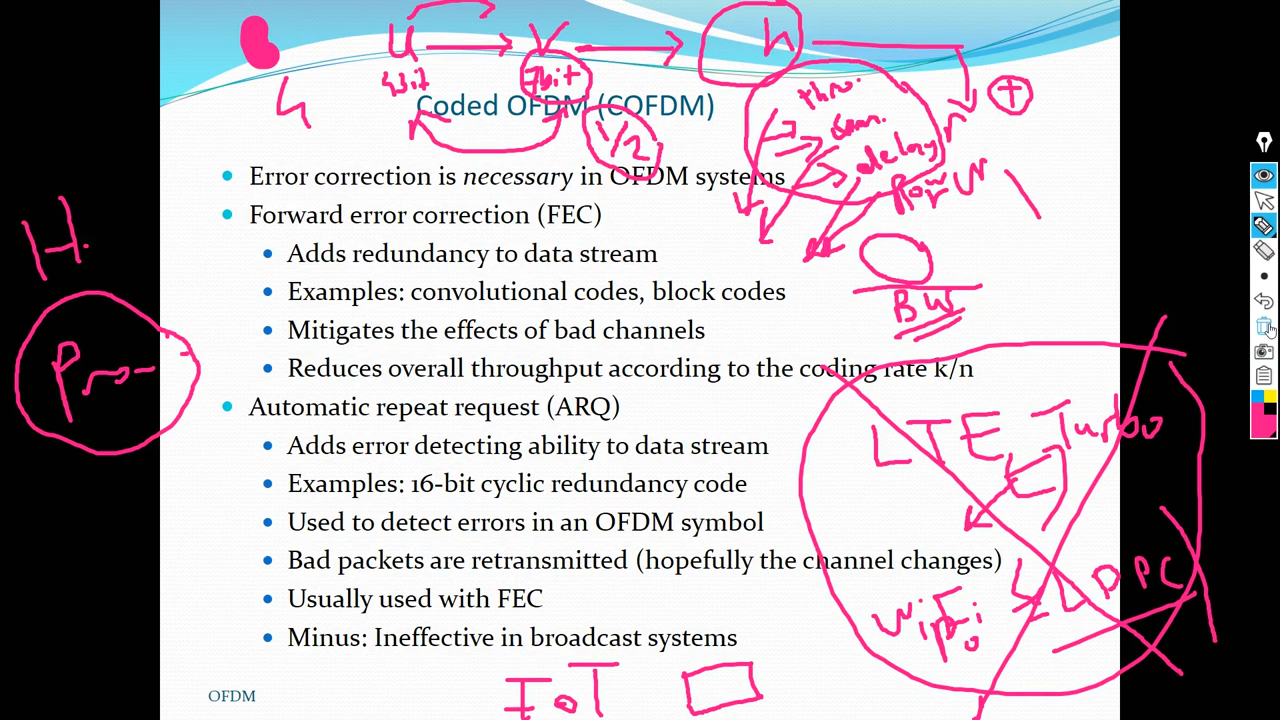 u v h
4bit 7bit
Coded OFDM (COFDM)
1/2
thro.
delay r
Power
BW
Error correction is necessary in OFDM systems
Forward error correction (FEC)
Adds redundancy to data stream
Examples: convolutional codes, block codes
Mitigates the effects of bad channels
Reduces overall throughput according to the coding rate k/n
Automatic repeat request (ARQ)
Adds error detecting ability to data stream
Examples: 16-bit cyclic redundancy code
Used to detect errors in an OFDM symbol
Bad packets are retransmitted (hopefully the channel changes)
Usually used with FEC
Minus: Ineffective in broadcast systems
H
LTE Turbo
LDPC
WiFi
IoT
OFDM